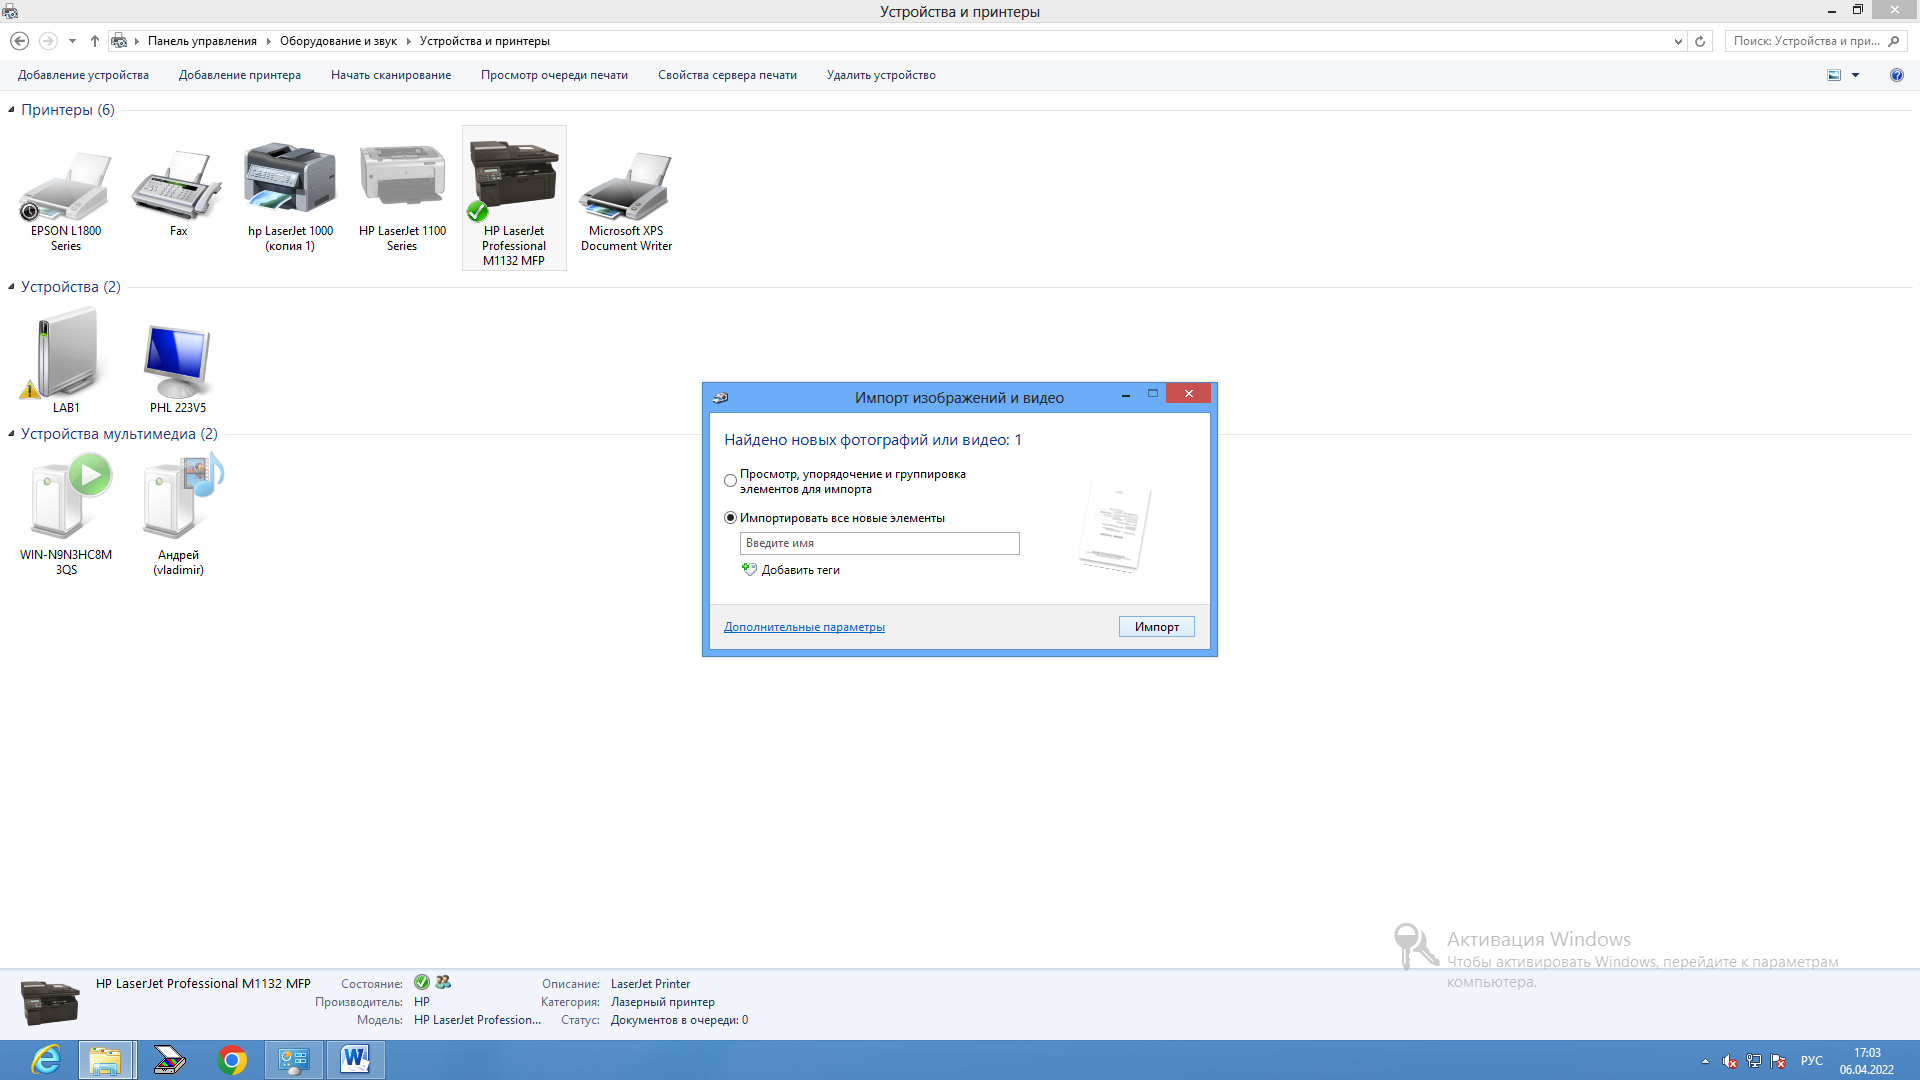 Устройства и принтеры
Панель управления
Оборудование и звук
Устройства и принтеры
Поиск: Устройства и при...
Добавление устройства
Добавление принтера
Начать сканирование
Просмотр очереди печати
Свойства сервера печати
Удалить устройство
Принтеры (6)
EPSON L1800
Series
Fax
hp LaserJet 1000
(копия 1)
HP LaserJet 1100
Series
HP LaserJet
Professional
M1132 MFP
Microsoft XPS
Document Writer
Устройства (2)
LAB1
PHL 223V5
Устройства мультимедиа (2)
WIN-N9N3HC8M
3QS
Андрей
(vladimir)
Импорт изображений и видео
Найдено новых фотографий или видео: 1
Просмотр, упорядочение и группировка
элементов для импорта
Импортировать все новые элементы
Введите имя
Добавить теги
Дополнительные параметры
Импорт
Активация Windows
Чтобы активировать Windows, перейдите к параметрам
компьютера.
HP LaserJet Professional M1132 MFP
Состояние:
Описание: LaserJet Printer
Производитель: HP
Категория: Лазерный принтер
Модель: HP LaserJet Profession...
Статус: Документов в очереди: 0
РУС
17:03
06.04.2022